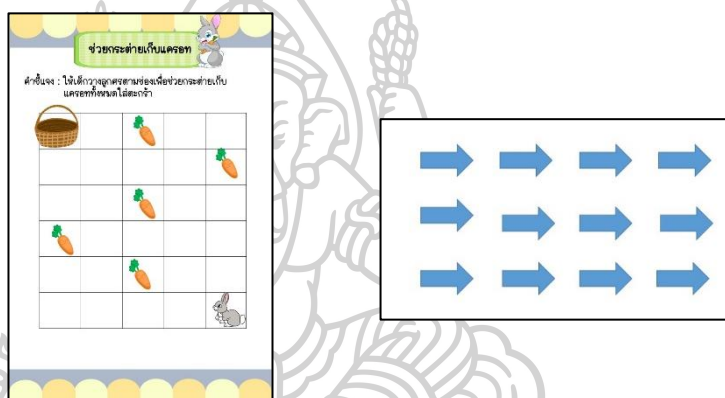 ช่วยกระต่ายเก็บแครอท
คำชี้แจง : ให้เด็กวางลูกศรตามช่องเพื่อช่วยกระต่ายเก็บ
แครอททั้งหมดใส่ตะกร้า